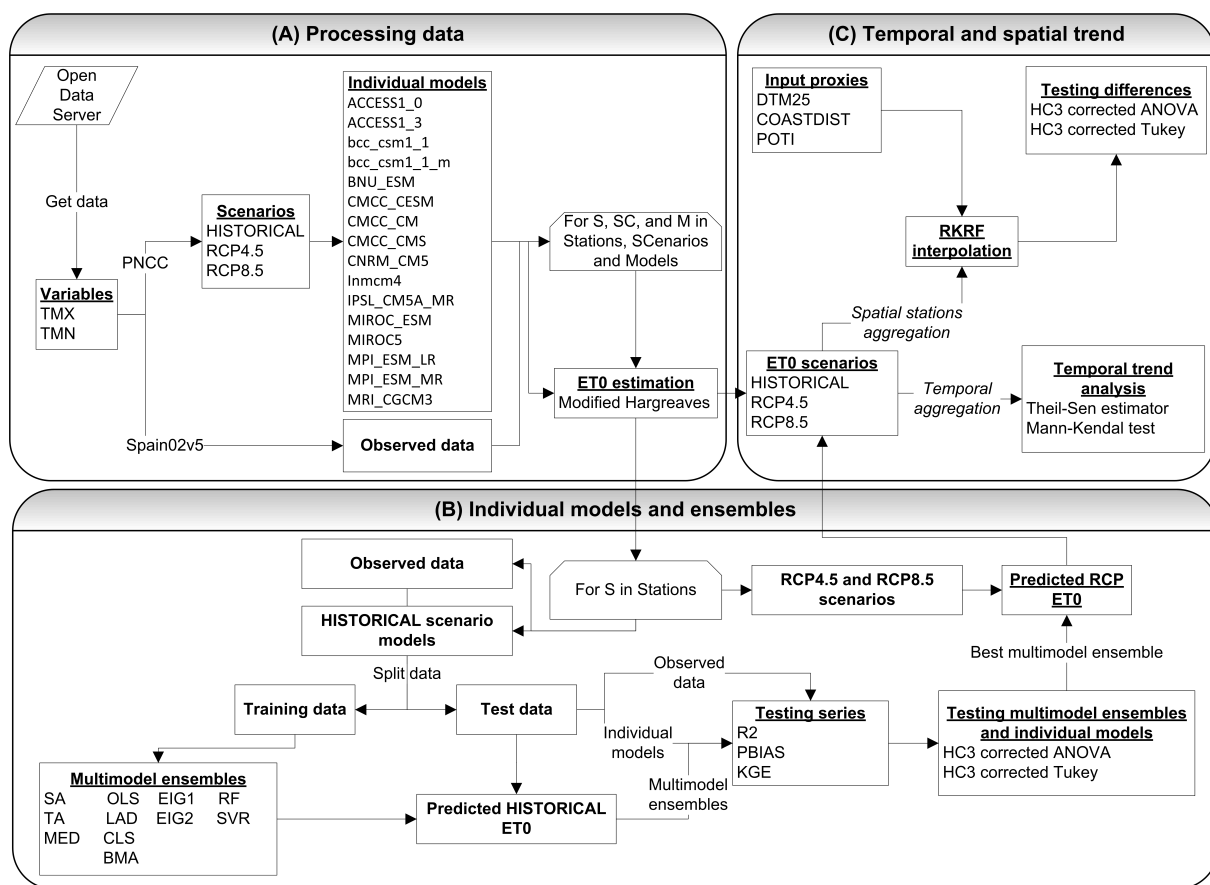 (A) Processing data
Open
Data
Server
Get data
Variables
TMX
TMN
PNCC
Spain02v5
Scenarios
HISTORICAL
RCP4.5
RCP8.5
Individual models
ACCESS1_0
ACCESS1_3
bcc_csm1_1
bcc_csm1_1_m
BNU_ESM
CMCC_CESM
CMCC_CM
CMCC_CMS
CNRM_CM5
Inmcm4
IPSL_CM5A_MR
MIROC_ESM
MIROC5
MPI_ESM_LR
MPI_ESM_MR
MRI_CGCM3
Observed data
For S, SC, and M in
Stations, SCenarios
and Models
ET0 estimation
Modified Hargreaves
(C) Temporal and spatial trend
Input proxies
DTM25
COASTDIST
POTI
Testing differences
HC3 corrected ANOVA
HC3 corrected Tukey
RKRF
interpolation
Spatial stations
aggregation
ET0 scenarios
HISTORICAL
RCP4.5
RCP8.5
Temporal
aggregation
Temporal trend
analysis
Theil-Sen estimator
Mann-Kendal test
(B) Individual models and ensembles
Observed data
HISTORICAL scenario
models
For S in Stations
RCP4.5 and RCP8.5
scenarios
Predicted RCP
ET0
Split data
Training data
Test data
Observed
data
Individual
models
Multimodel
ensembles
Best multimodel ensemble
Testing series
R2
PBIAS
KGE
Testing multimodel ensembles
and individual models
HC3 corrected ANOVA
HC3 corrected Tukey
Multimodel ensembles
SA OLS EIG1 RF
TA LAD EIG2 SVR
MED CLS
BMA
Predicted HISTORICAL
ET0